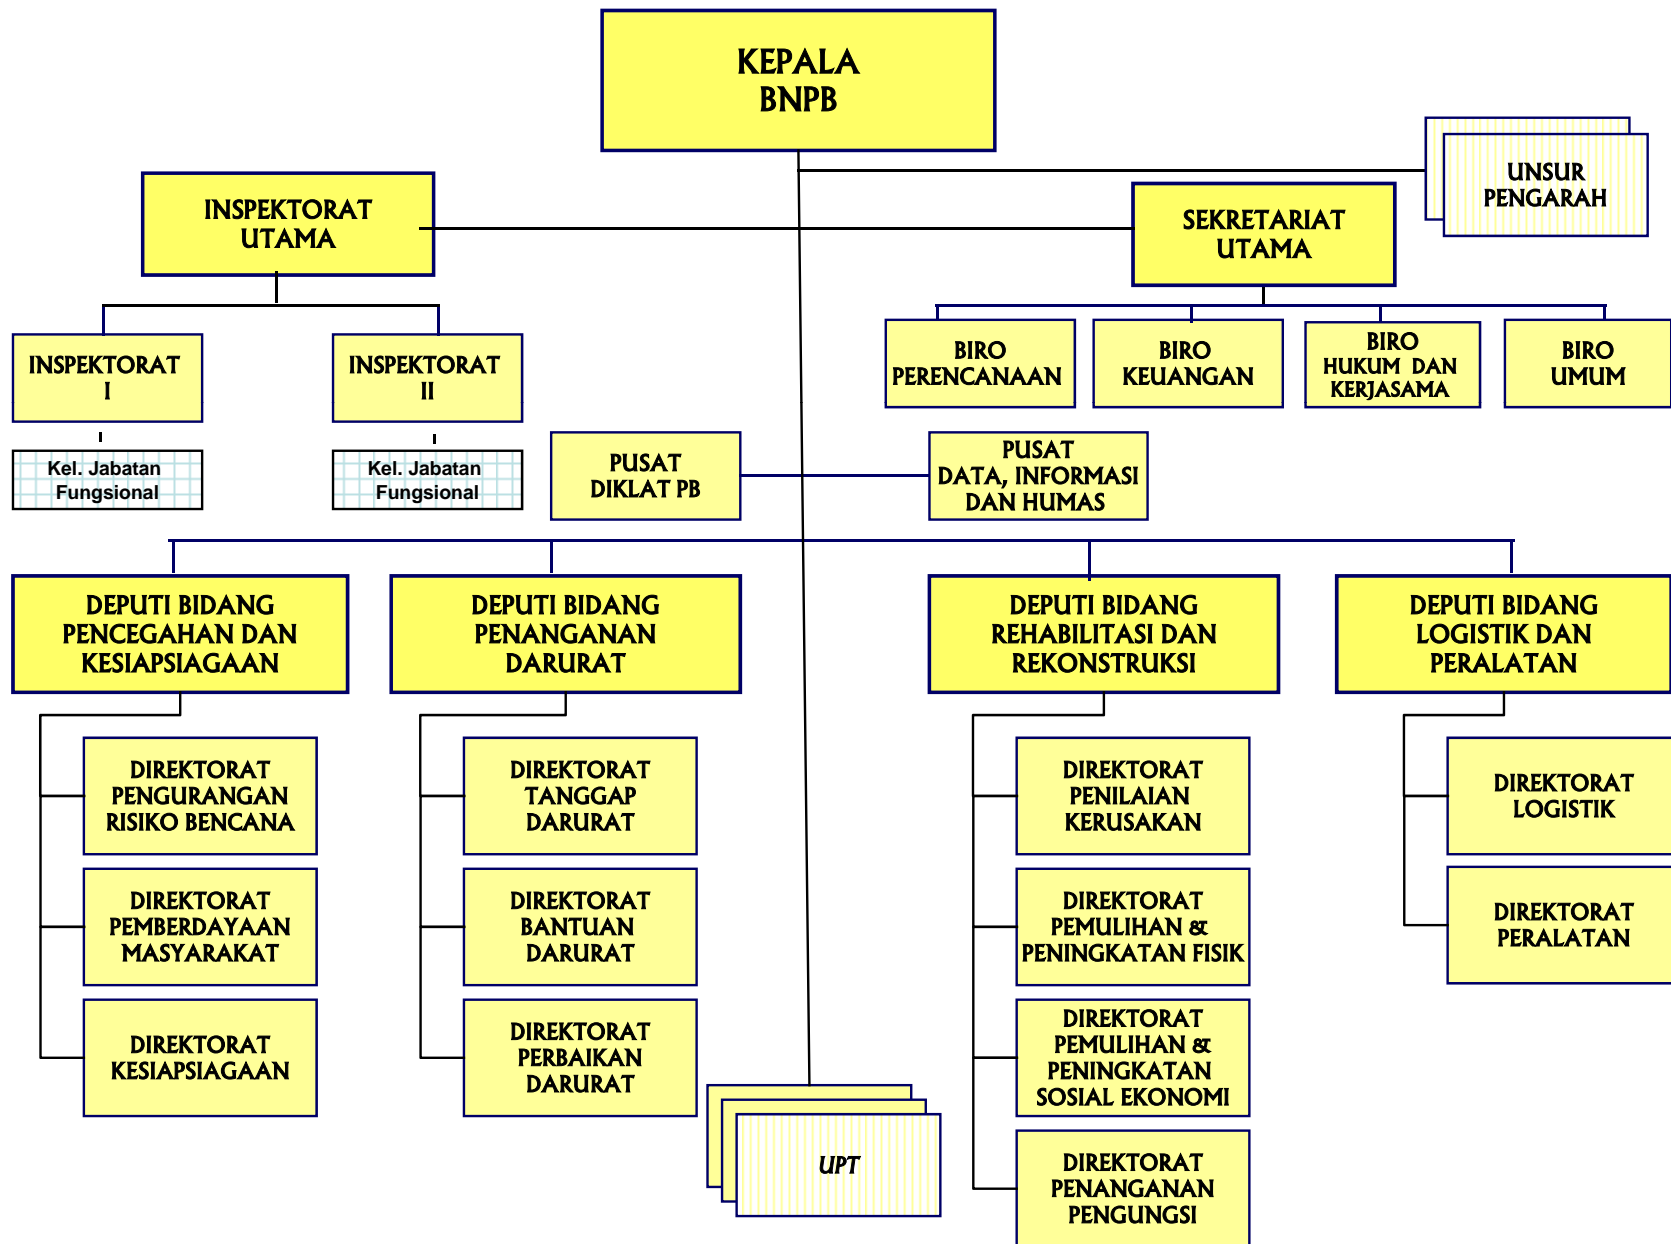 KEPALA
BNPB
UNSUR
PENGARAH
INSPEKTORAT
UTAMA
SEKRETARIAT
UTAMA
INSPEKTORAT
I
INSPEKTORAT
II
BIRO
PERENCANAAN
BIRO
KEUANGAN
BIRO
HUKUM DAN
KERJASAMA
BIRO
UMUM
Kel. Jabatan
Fungsional
Kel. Jabatan
Fungsional
PUSAT
DIKLAT PB
PUSAT
DATA, INFORMASI
DAN HUMAS
DEPUTI BIDANG
PENCEGAHAN DAN
KESIAPSIAGAAN
DEPUTI BIDANG
PENANGANAN
DARURAT
DEPUTI BIDANG
REHABILITASI DAN
REKONSTRUKSI
DEPUTI BIDANG
LOGISTIK DAN
PERALATAN
DIREKTORAT
PENGURANGAN
RISIKO BENCANA
DIREKTORAT
PEMBERDAYAAN
MASYARAKAT
DIREKTORAT
KESIAPSIAGAAN
DIREKTORAT
TANGGAP
DARURAT
DIREKTORAT
BANTUAN
DARURAT
DIREKTORAT
PERBAIKAN
DARURAT
DIREKTORAT
PENILAIAN
KERUSAKAN
DIREKTORAT
PEMULIHAN &
PENINGKATAN FISIK
DIREKTORAT
PEMULIHAN &
PENINGKATAN
SOSIAL EKONOMI
DIREKTORAT
PENANGANAN
PENGUNGSI
DIREKTORAT
LOGISTIK
DIREKTORAT
PERALATAN
UPT